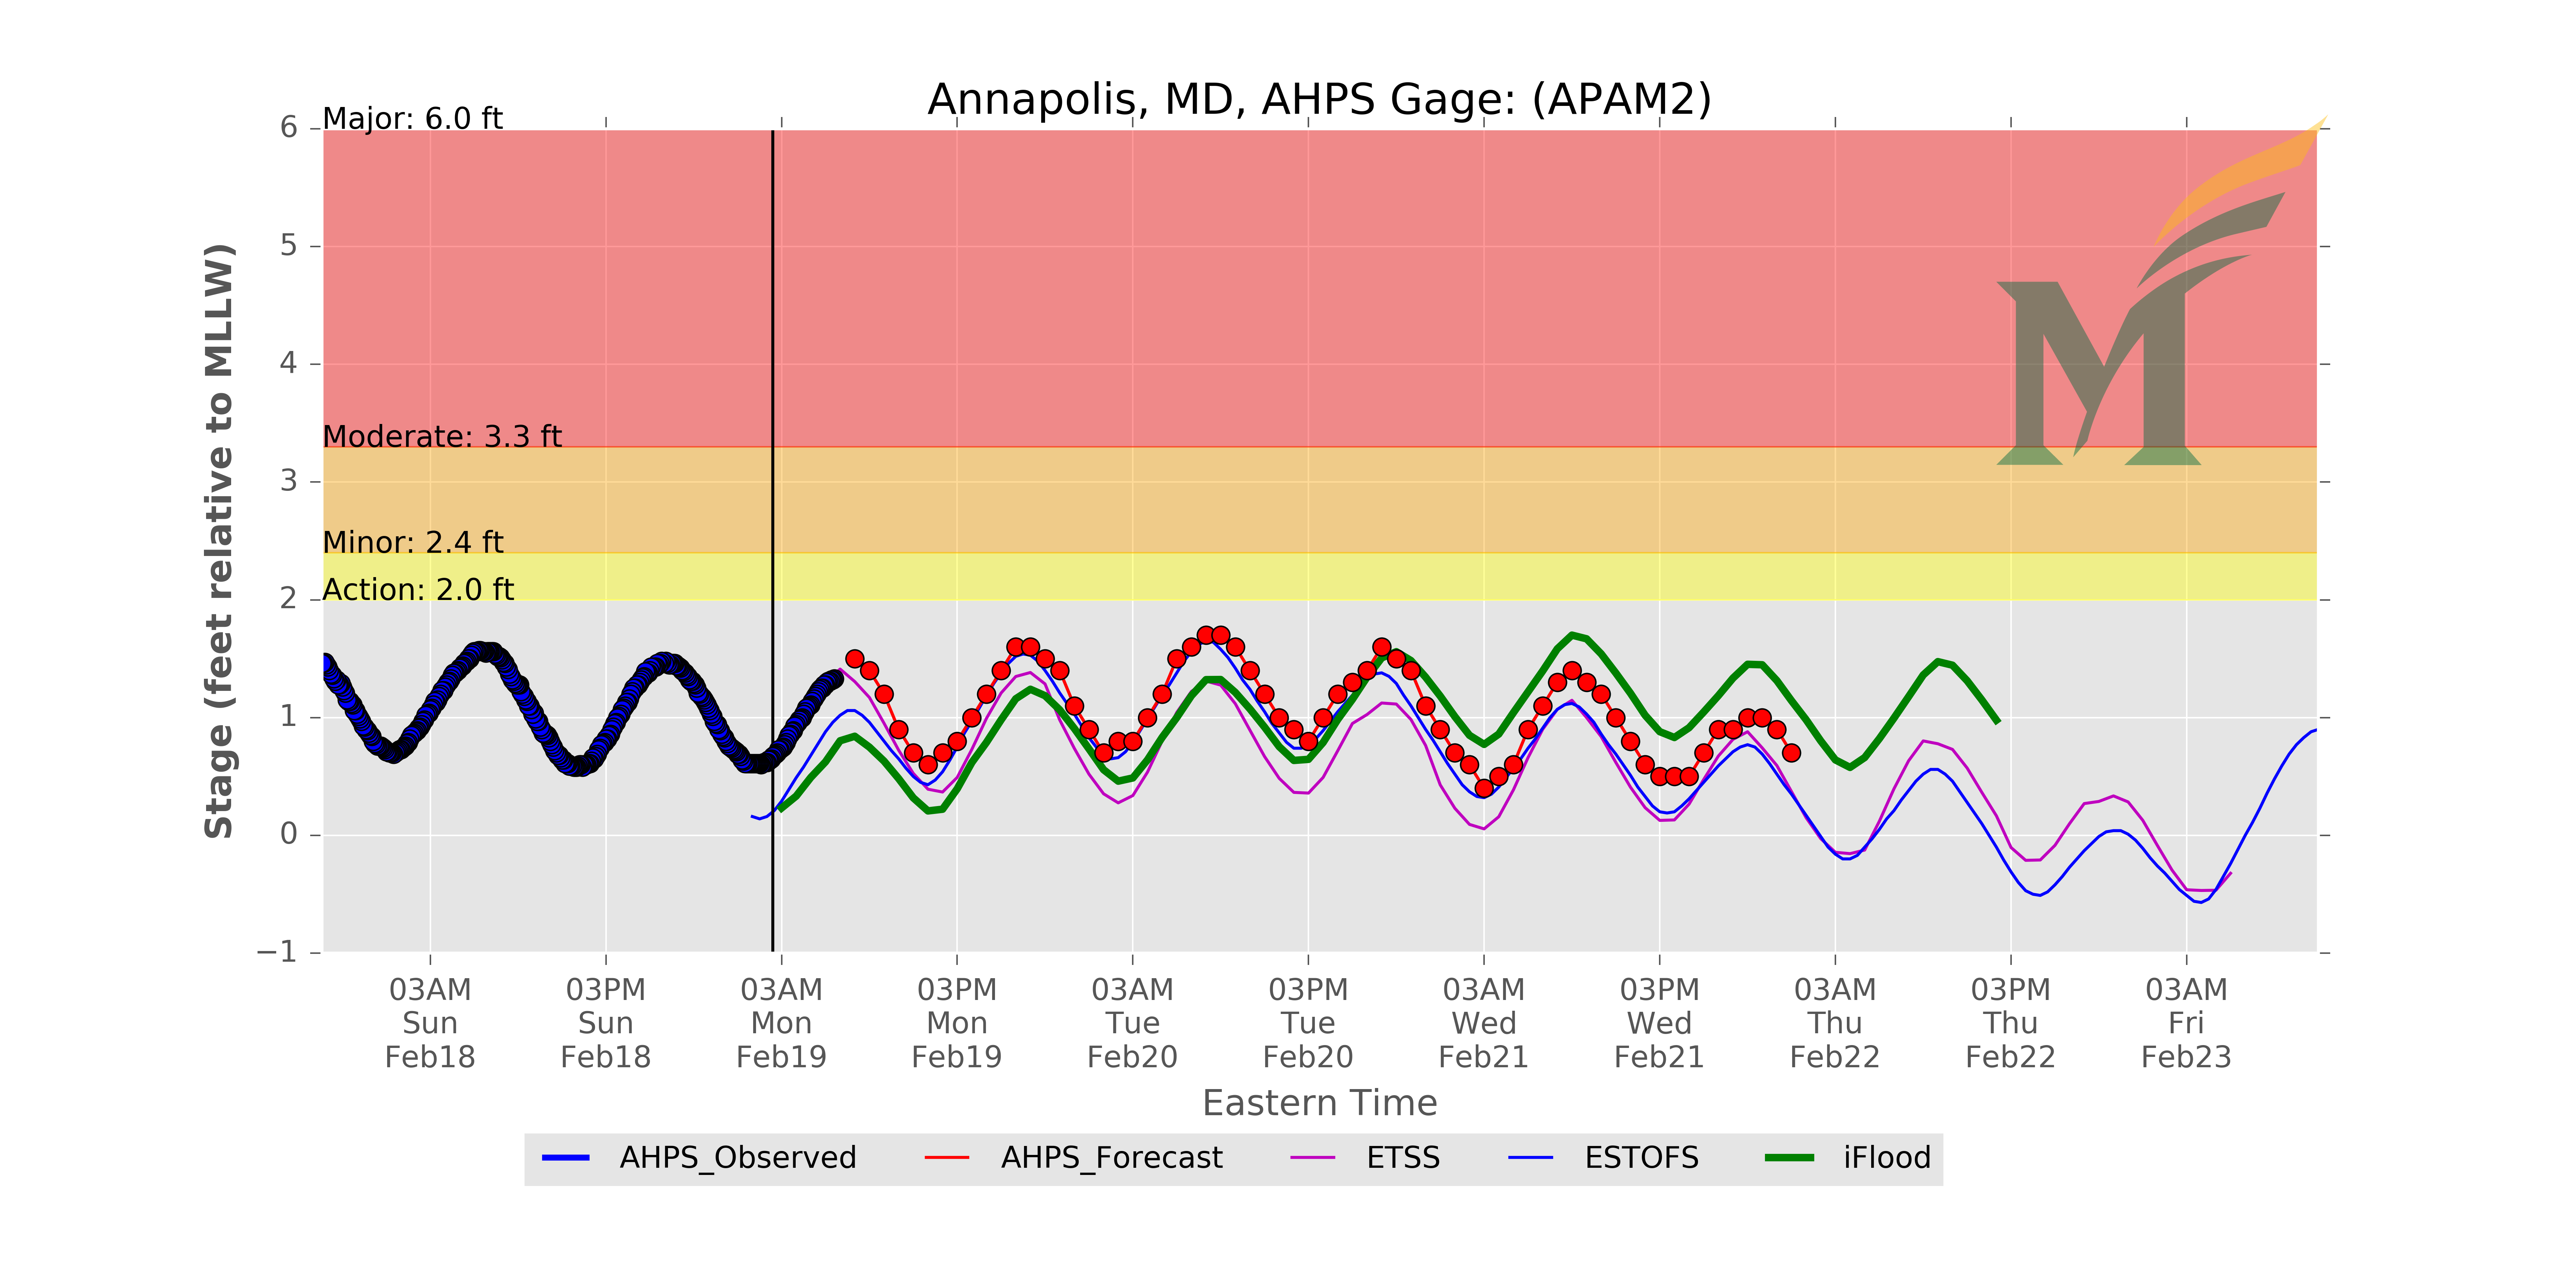 Annapolis, MD, AHPS Gage: (APAM2)
Major: 6.0 ft
Moderate: 3.3 ft
Minor: 2.4 ft
Action: 2.0 ft
Stage (feet relative to MLLW)
6
5
4
3
2
1
0
−1
03AM 03PM 03AM 03PM 03AM 03PM 03AM 03PM 03AM 03PM 03AM
Sun Sun Mon Mon Tue Tue Wed Wed Thu Thu Fri
Feb18 Feb18 Feb19 Feb19 Feb20 Feb20 Feb21 Feb21 Feb22 Feb22 Feb23
Eastern Time
AHPS_Observed AHPS_Forecast ETSS ESTOFS iFlood
M